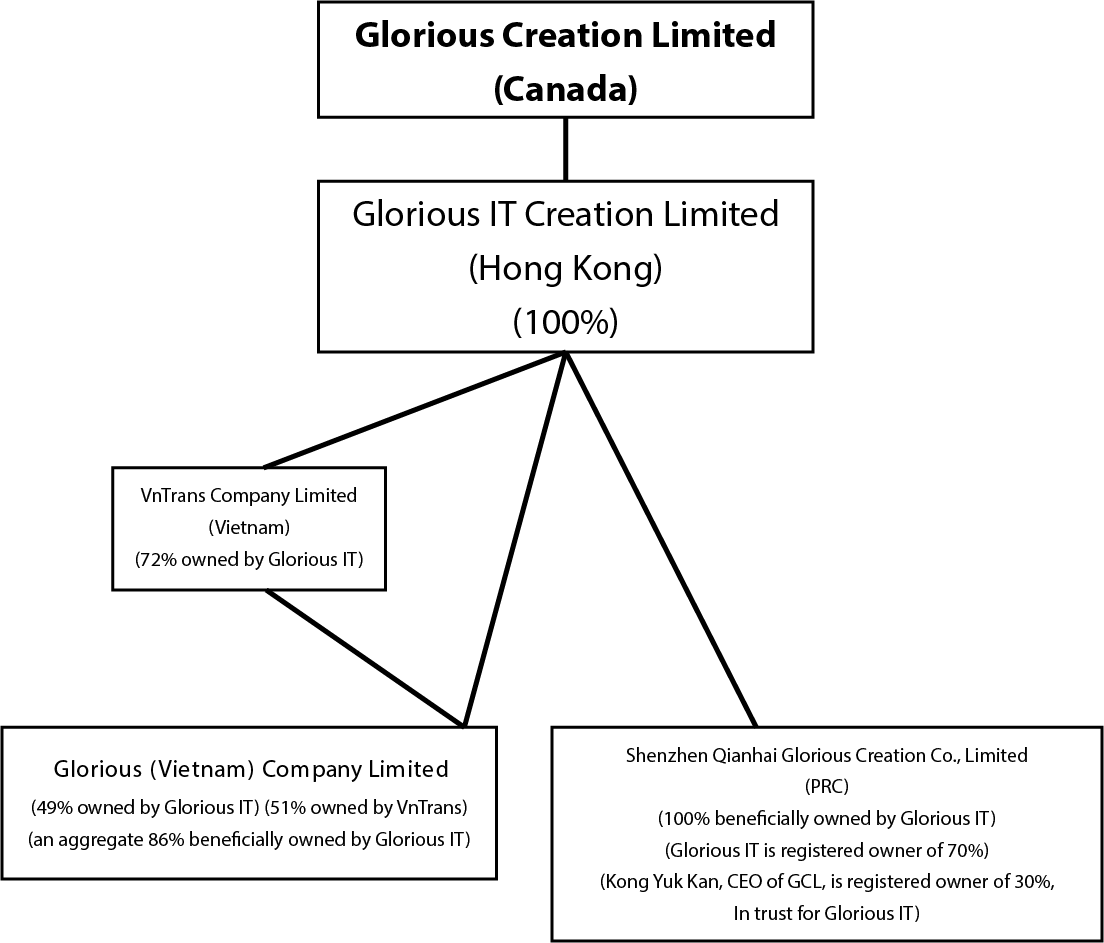 Glorious Creation Limited
(Canada)
Glorious IT Creation Limited
(Hong Kong)
(100%)
VnTrans Company Limited
(Vietnam)
(72% owned by Glorious IT)
Glorious (Vietnam) Company Limited
(49% owned by Glorious IT) (51% owned by VnTrans)
(an aggregate 86% beneficially owned by Glorious IT)
Shenzhen Qianhai Glorious Creation Co., Limited
(PRC)
(100% beneficially owned by Glorious IT)
(Glorious IT is registered owner of 70%)
(Kong Yuk Kan, CEO of GCL, is registered owner of 30%,
In trust for Glorious IT)